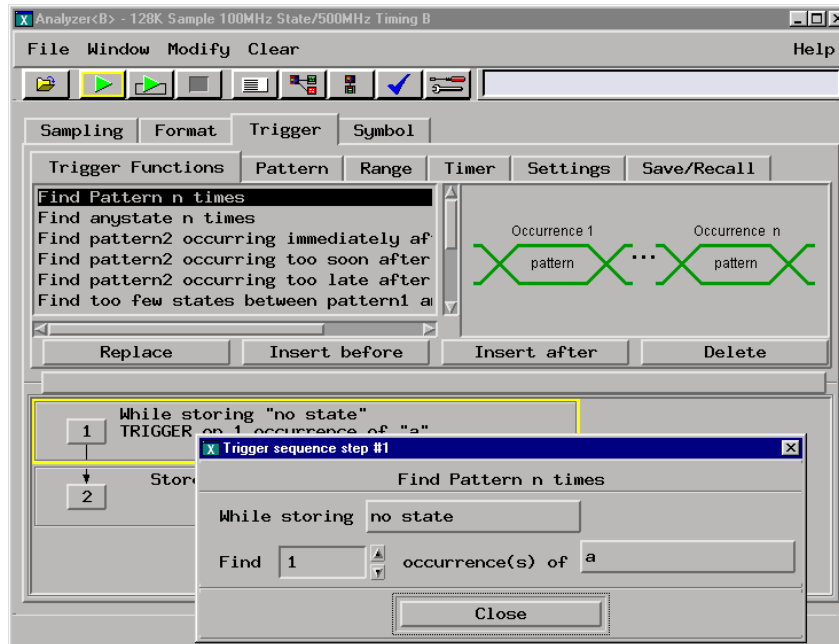 Analyzer<B> - 128K Sample 100MHz State/500MHz Timing B
File Window Modify Clear Help
Sampling Format Trigger Symbol
Trigger Functions Pattern Range Timer Settings Save/Recall
Find Pattern n times
Find anystate n times
Find pattern2 occurring immediately af
Find pattern2 occurring too soon after
Find pattern2 occurring too late after
Find too few states between pattern1 a
Occurrence 1 Occurrence n
pattern ... pattern
Replace Insert before Insert after Delete
1
While storing "no state"
TRIGGER on 1 occurrence of "a"
2
Stor
Trigger sequence step #1
Find Pattern n times
While storing no state
Find 1 occurrence(s) of a
Close